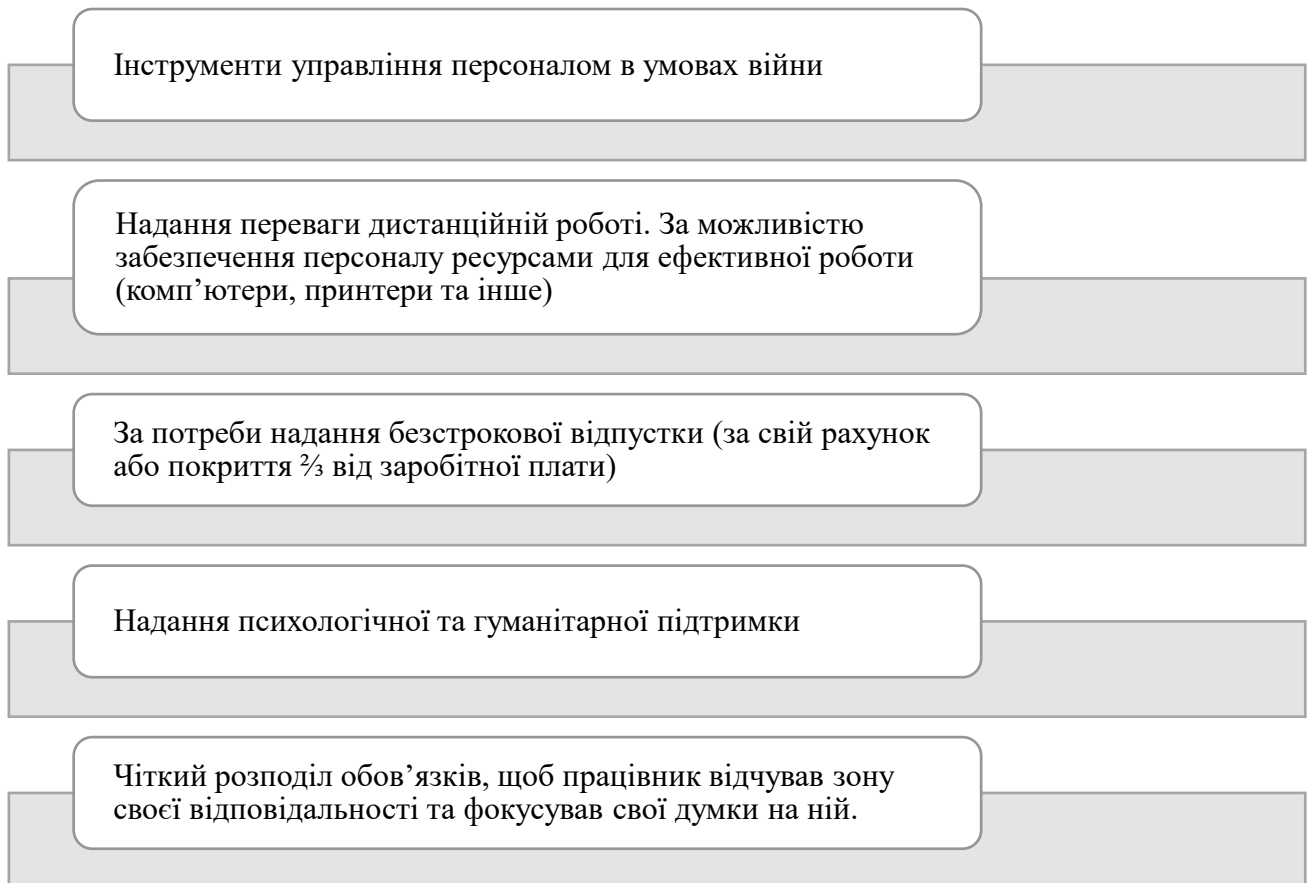 Інструменти управління персоналом в умовах війни
Надання переваги дистанційній роботі. За можливістю
забезпечення персоналу ресурсами для ефективної роботи
(комп’ютери, принтери та інше)
За потреби надання безстрокової відпустки (за свій рахунок
або покриття ⅔ від заробітної плати)
Надання психологічної та гуманітарної підтримки
Чіткий розподіл обов’язків, щоб працівник відчував зону
своєї відповідальності та фокусував свої думки на ній.